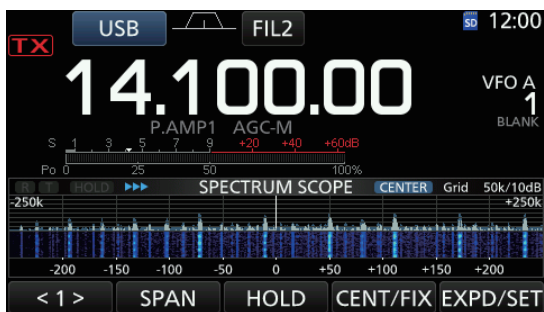 USB FIL2 SD 12:00
TX
14.100.00 VFO A
1
P.AMP1 AGC-M BLANK
S 1 3 5 7 9 +20 +40 +60dB
Po 0 25 50 100%
R T HOLD SPECTRUM SCOPE CENTER Grid 50k/10dB
-250k +250k
-200 -150 -100 -50 0 +50 +100 +150 +200
< 1 > SPAN HOLD CENT/FIX EXPD/SET